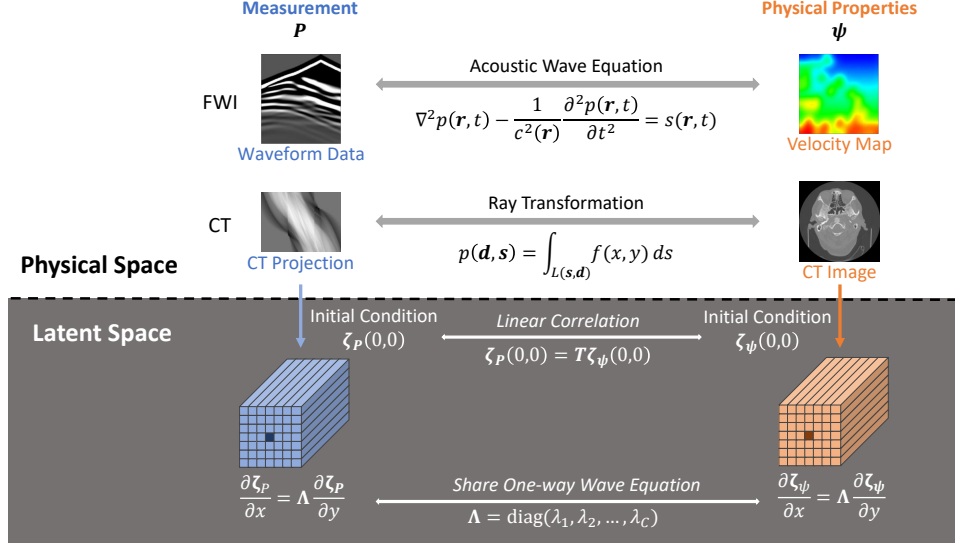 Measurement
P
Physical Properties
ψ
FWI
Acoustic Wave Equation
∇²p(r, t) − 1/c²(r) ∂²p(r, t)/∂t² = s(r, t)
Waveform Data
Velocity Map
CT
Ray Transformation
p(d, s) = ∫_{L(s,d)} f(x, y) ds
CT Projection
CT Image
Physical Space
Latent Space
Initial Condition
ζ_P(0,0)
Linear Correlation
ζ_P(0,0) = Tζ_ψ(0,0)
Initial Condition
ζ_ψ(0,0)
∂ζ_P/∂x = Λ ∂ζ_P/∂y
Share One-way Wave Equation
Λ = diag(λ₁, λ₂, … , λ_C)
∂ζ_ψ/∂x = Λ ∂ζ_ψ/∂y